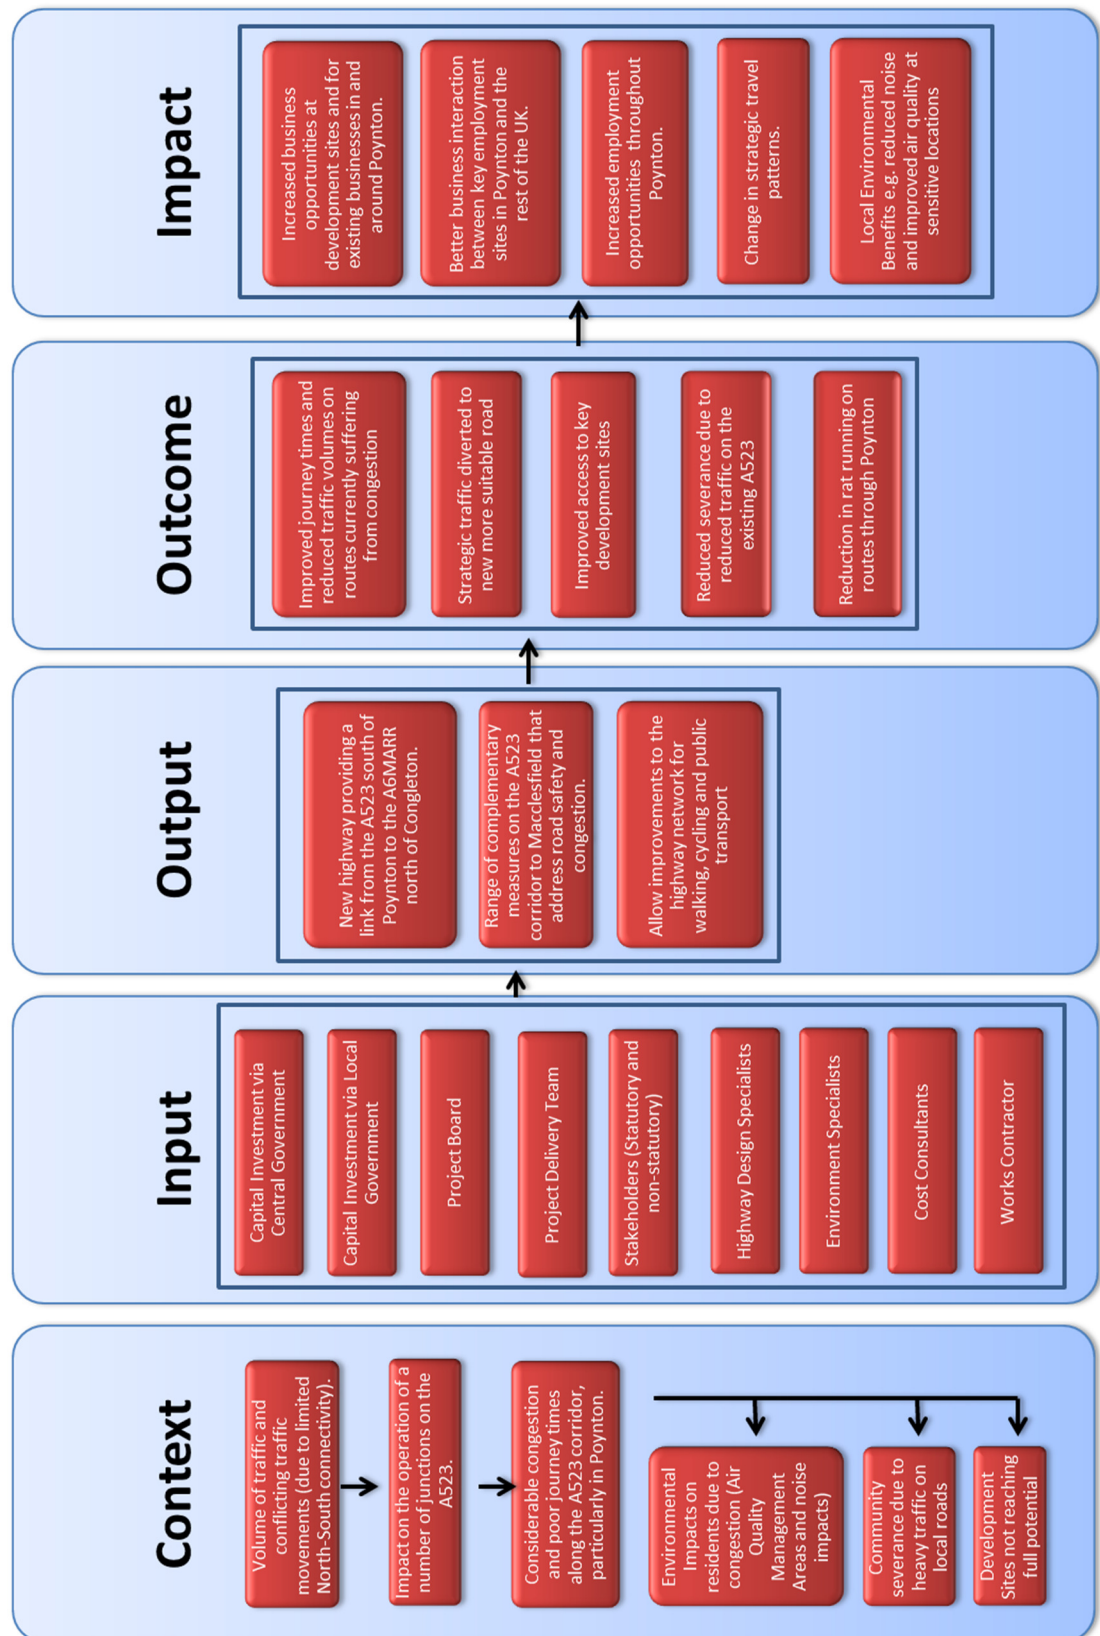 Context
Volume of traffic and
conflicting traffic
movements (due to limited
North-South connectivity).
Impact on the operation of a
number of junctions on the
A523.
Considerable congestion
and poor journey times
along the A523 corridor,
particularly in Poynton.
Environmental
Impacts on
residents due to
congestion (Air
Quality
Management
Areas and noise
impacts)
Community
severance due to
heavy traffic on
local roads
Development
Sites not reaching
full potential
Input
Capital Investment via
Central Government
Capital Investment via Local
Government
Project Board
Project Delivery Team
Stakeholders (Statutory and
non-statutory)
Highway Design Specialists
Environment Specialists
Cost Consultants
Works Contractor
Output
New highway providing a
link from the A523 south of
Poynton to the A6MARR
north of Congleton.
Range of complementary
measures on the A523
corridor to Macclesfield that
address road safety and
congestion.
Allow improvements to the
highway network for
walking, cycling and public
transport
Outcome
Improved journey times and
reduced traffic volumes on
routes currently suffering
from congestion
Strategic traffic diverted to
new more suitable road
Improved access to key
development sites
Reduced severance due to
reduced traffic on the
existing A523
Reduction in rat running on
routes through Poynton
Impact
Increased business
opportunities at
development sites and for
existing businesses in and
around Poynton.
Better business interaction
between key employment
sites in Poynton and the
rest of the UK.
Increased employment
opportunities throughout
Poynton.
Change in strategic travel
patterns.
Local Environmental
Benefits e.g. reduced noise
and improved air quality at
sensitive locations